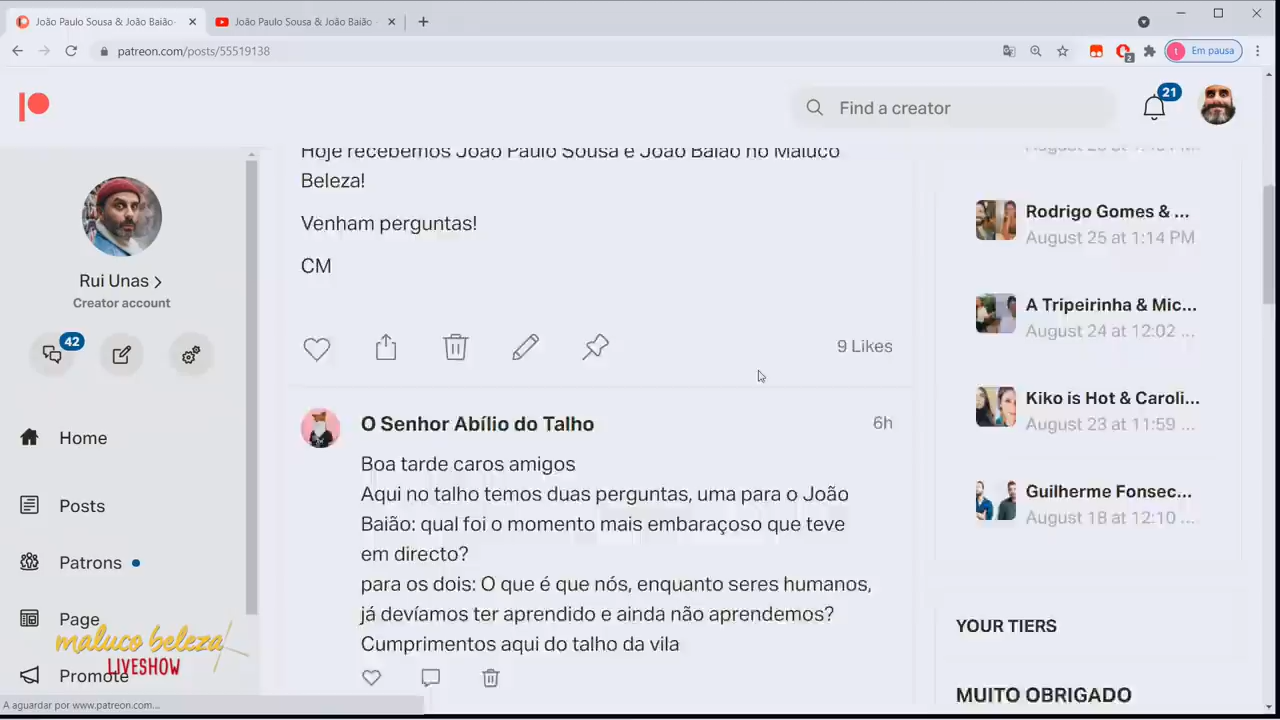 João Paulo Sousa & João Baião
João Paulo Sousa & João Baião
patreon.com/posts/55519138
2
t
Em pausa
Find a creator
21
Rui Unas
Creator account
42
Home
Posts
Patrons
Page
Promote
maluco beleza
LIVESHOW
A aguardar por www.patreon.com...
Hoje recebemos João Paulo Sousa e João Baião no Maluco
Beleza!
Venham perguntas!
CM
9 Likes
O Senhor Abílio do Talho
6h
Boa tarde caros amigos
Aqui no talho temos duas perguntas, uma para o João
Baião: qual foi o momento mais embaraçoso que teve
em directo?
para os dois: O que é que nós, enquanto seres humanos,
já devíamos ter aprendido e ainda não aprendemos?
Cumprimentos aqui do talho da vila
Rodrigo Gomes & ...
August 25 at 1:14 PM
A Tripeirinha & Mic...
August 24 at 12:02 ...
Kiko is Hot & Caroli...
August 23 at 11:59 ...
Guilherme Fonsec...
August 18 at 12:10 ...
YOUR TIERS
MUITO OBRIGADO